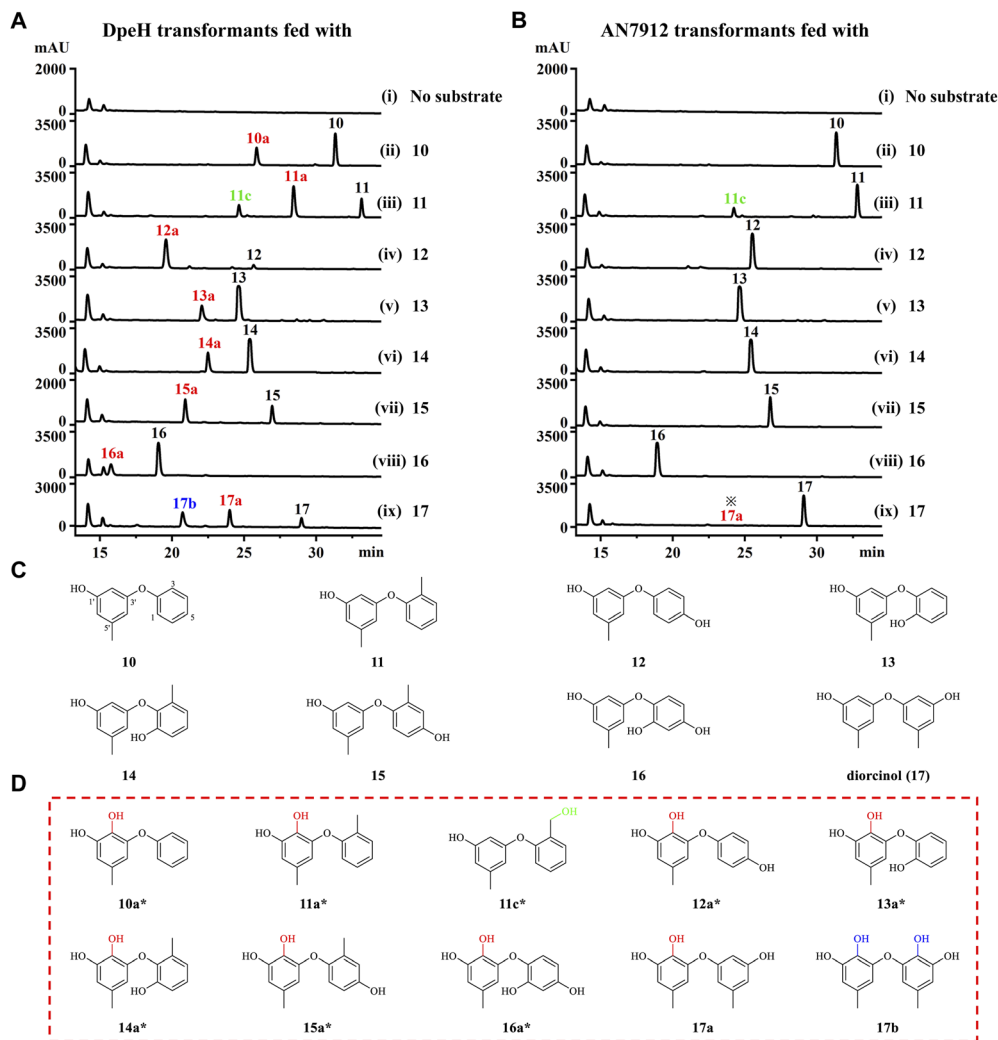 A
DpeH transformants fed with
mAU
2000
0
(i) No substrate
3500
0
10a
10
(ii) 10
3500
0
11c
11a
11
(iii) 11
3500
0
12a
12
(iv) 12
3500
0
13a
13
(v) 13
3500
0
14a
14
(vi) 14
2000
0
15a
15
(vii) 15
3500
0
16a
16
(viii) 16
3000
0
17b
17a
17
(ix) 17
15 20 25 30 min
B
AN7912 transformants fed with
mAU
2000
0
(i) No substrate
3500
0
10
(ii) 10
3500
0
11c
11
(iii) 11
3500
0
12
(iv) 12
3500
0
13
(v) 13
3500
0
14
(vi) 14
3500
0
15
(vii) 15
3500
0
16
(viii) 16
3500
0
※
17a
17
(ix) 17
15 20 25 30 min
C
HO O 1' 3' 5' 1 3 5
10
HO O
11
HO O OH
12
HO O HO
13
HO O HO
14
HO O OH
15
HO O HO OH
16
HO O OH
diorcinol (17)
D
OH HO O
10a*
OH HO O
11a*
OH HO O
11c*
OH HO O OH
12a*
OH HO O HO
13a*
OH HO O HO
14a*
OH HO O OH
15a*
OH HO O HO OH
16a*
OH HO O OH
17a
OH OH HO O OH
17b